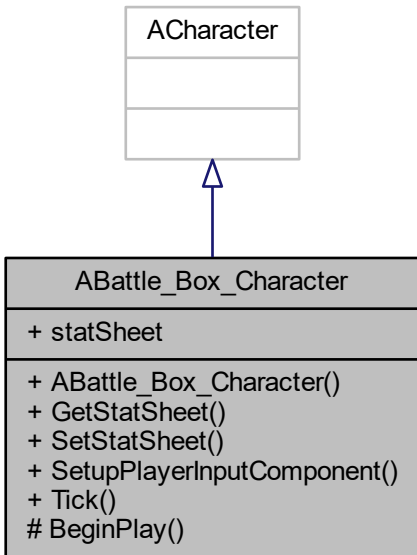 ACharacter
ABattle_Box_Character
+ statSheet
+ ABattle_Box_Character()
+ GetStatSheet()
+ SetStatSheet()
+ SetupPlayerInputComponent()
+ Tick()
# BeginPlay()